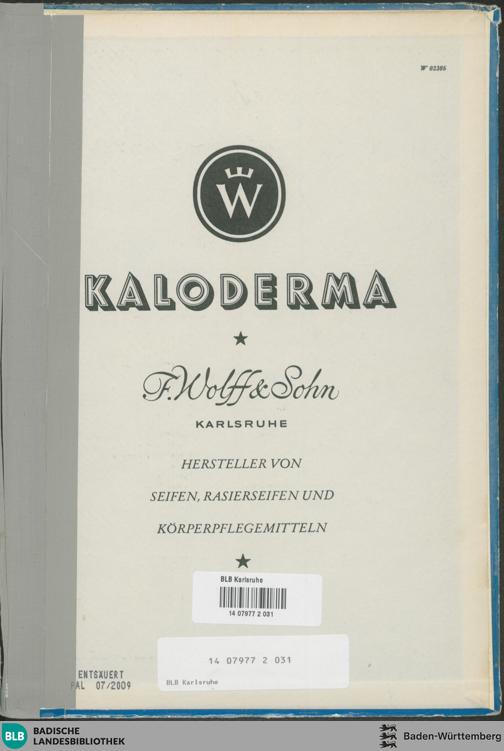 W 02386
W
KALODERMA
F. Wolff & Sohn
KARLSRUHE
HERSTELLER VON
SEIFEN, RASIERSEIFEN UND
KÖRPERPFLEGEMITTELN
BLB Karlsruhe
14 07977 2 031
14 07977 2 031
BLB Karlsruhe
ENTSÄUERT
PAL 07/2009
BLB BADISCHE
LANDESBIBLIOTHEK
Baden-Württemberg